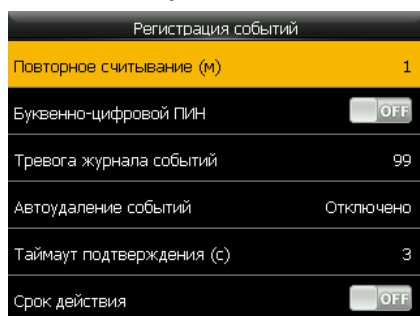 Регистрация событий
Повторное считывание (м) 1
Буквенно-цифровой ПИН OFF
Тревога журнала событий 99
Автоудаление событий Отключено
Таймаут подтверждения (с) 3
Срок действия OFF